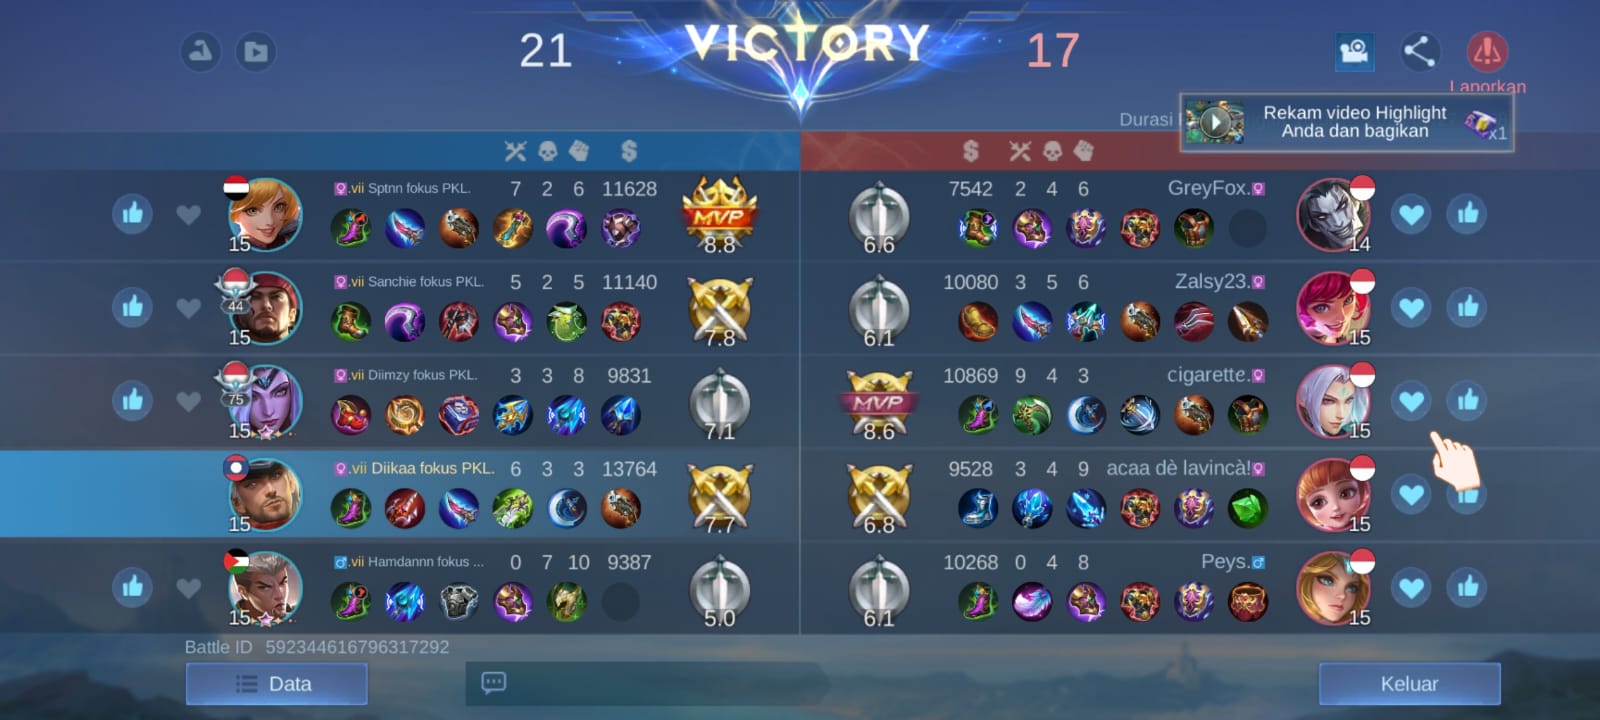 21 VICTORY 17
Laporkan
Durasi
Rekam video Highlight
Anda dan bagikan
x1
.vii Sptnn fokus PKL. 7 2 6 11628
15
MVP
8.8
7542 2 4 6 GreyFox.
6.6
14
.vii Sanchie fokus PKL. 5 2 5 11140
44
15
7.8
10080 3 5 6 Zalsy23.
6.1
15
.vii Diimzy fokus PKL. 3 3 8 9831
75
15
7.1
10869 9 4 3 cigarette.
MVP
8.6
15
.vii Diikaa fokus PKL. 6 3 3 13764
15
7.7
9528 3 4 9 acaa dè lavincà!
6.8
15
.vii Hamdannn fokus ... 0 7 10 9387
15
5.0
10268 0 4 8 Peys.
6.1
15
Battle ID 592344616796317292
Data
Keluar